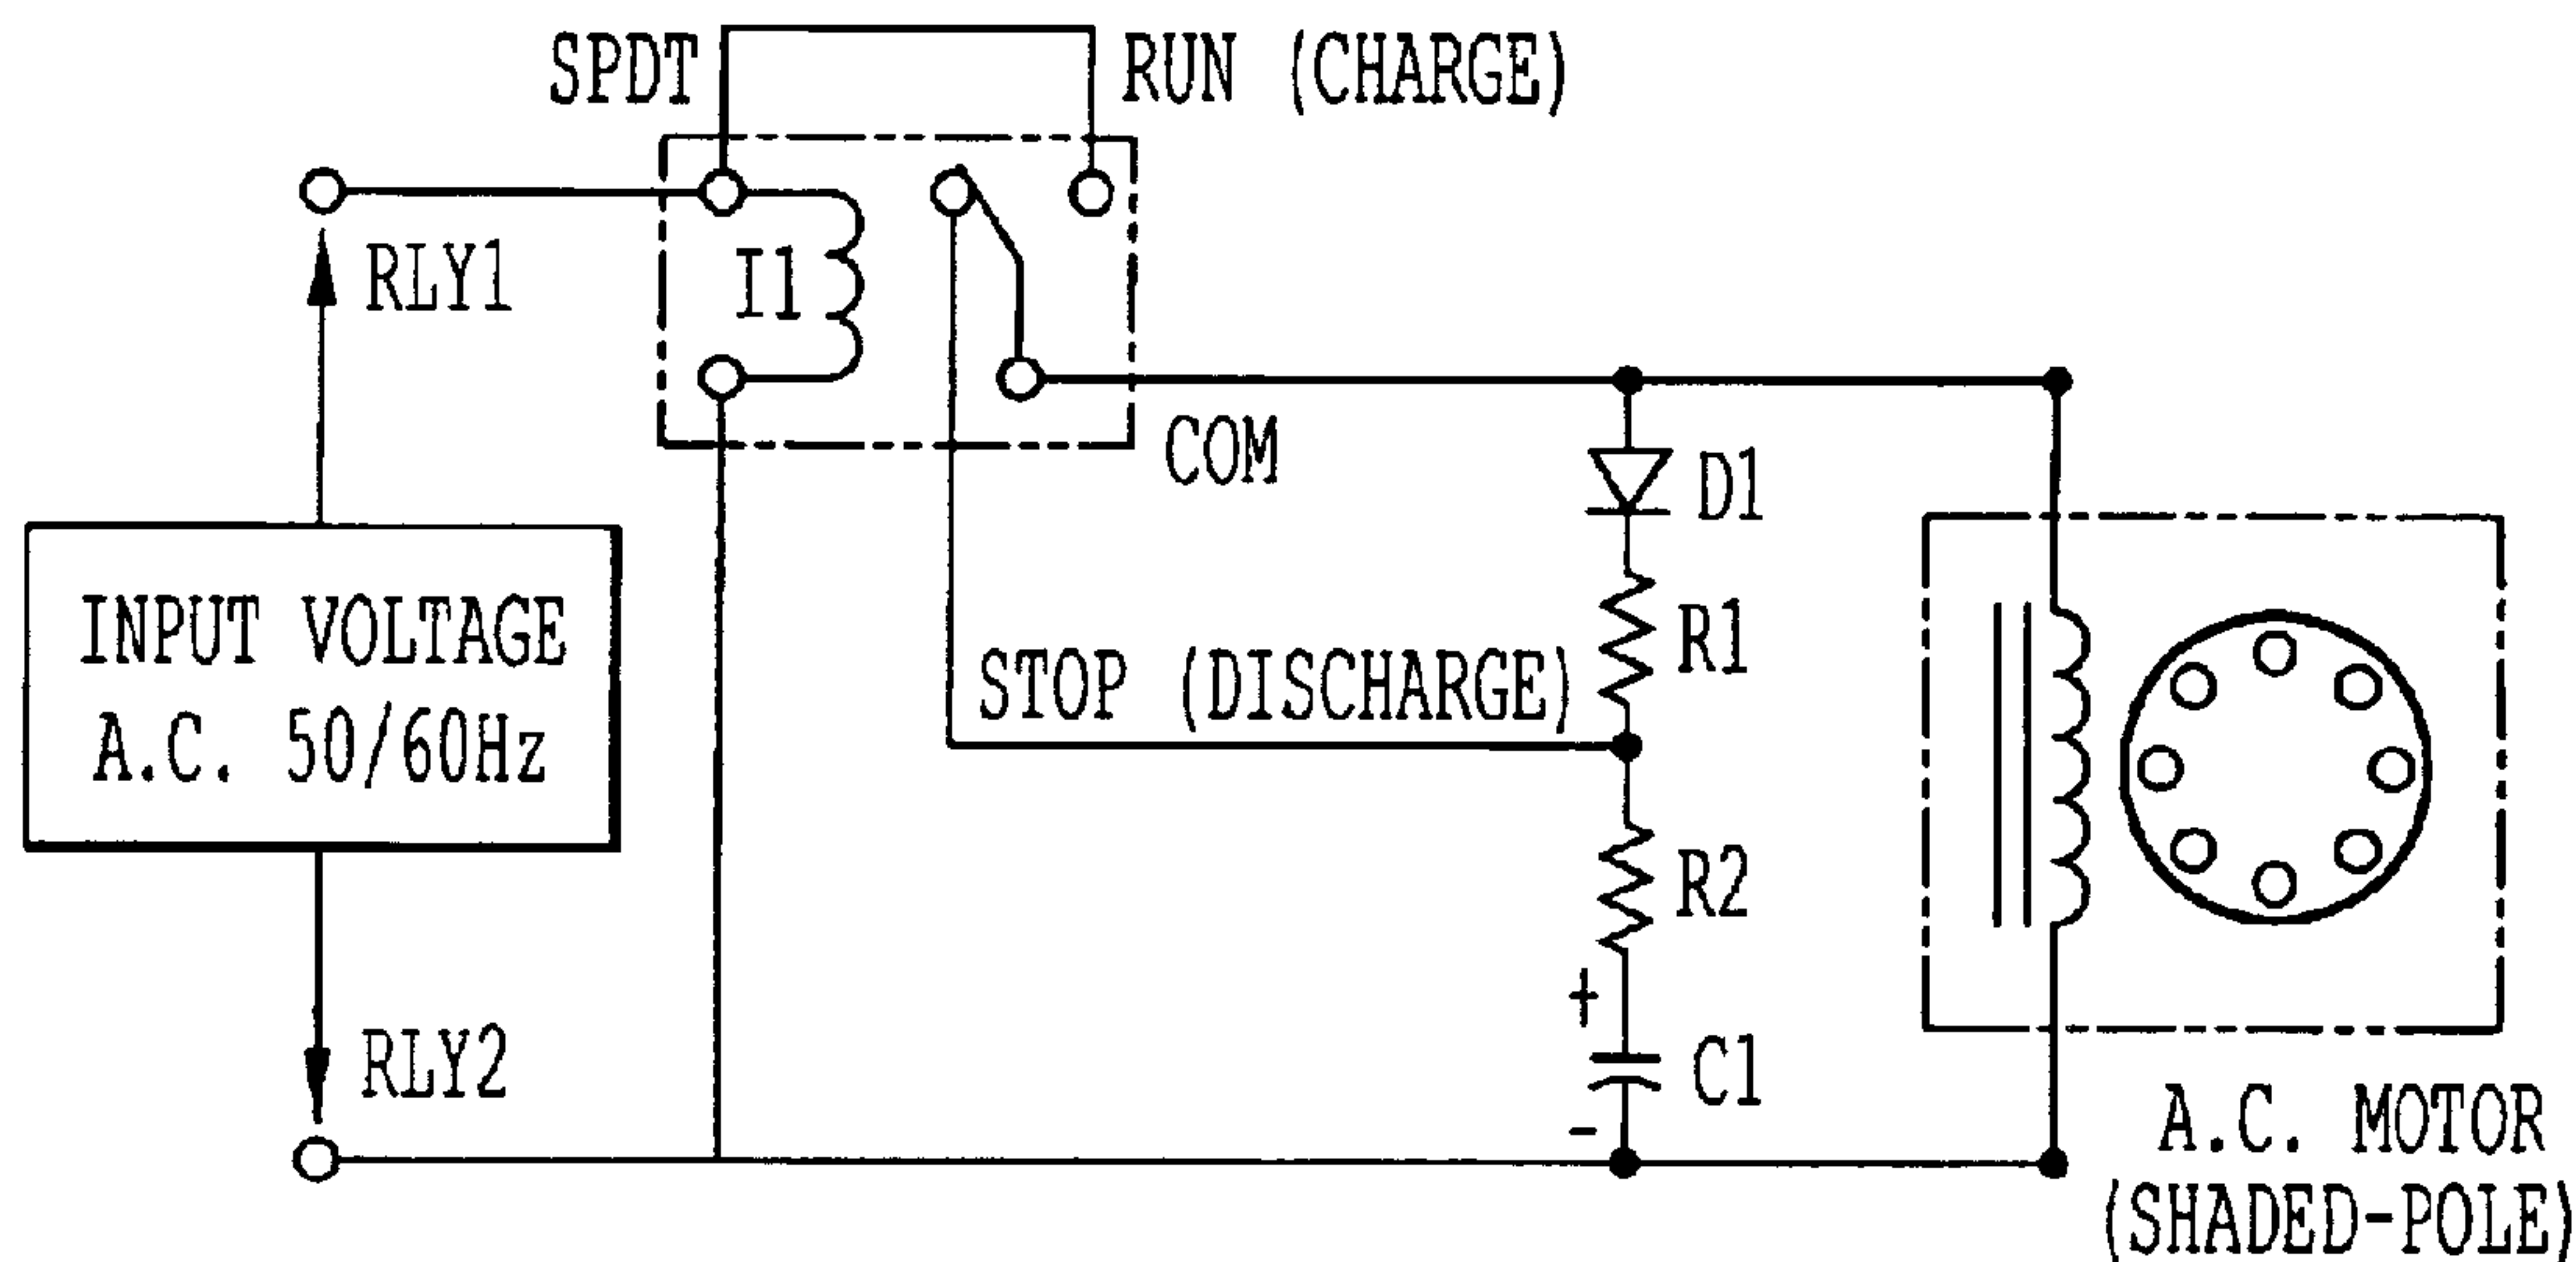 SPDT
RUN (CHARGE)
RLY1
I1
COM
D1
INPUT VOLTAGE
A.C. 50/60Hz
R1
STOP (DISCHARGE)
R2
+
C1
-
RLY2
A.C. MOTOR
(SHADED-POLE)